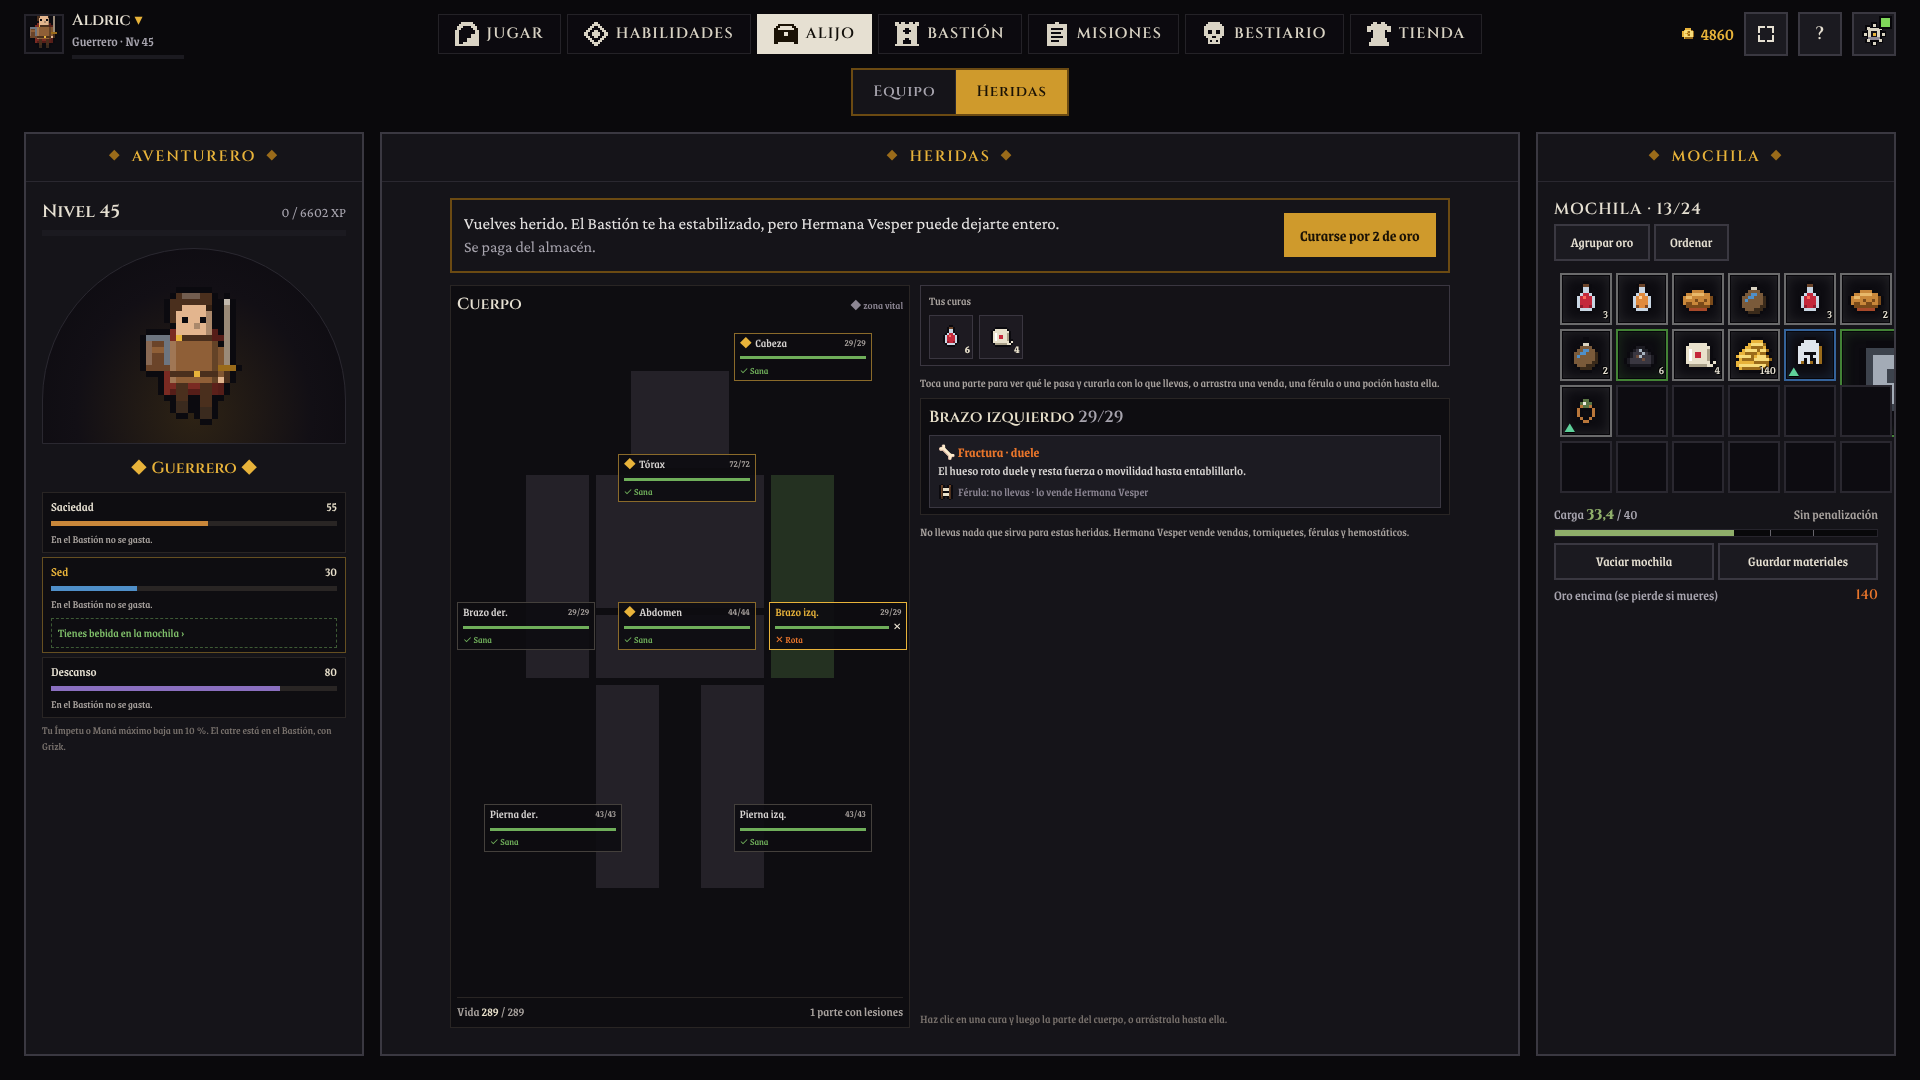 ALDRIC ▼
Guerrero · Nv 45
JUGAR
HABILIDADES
ALIJO
BASTIÓN
MISIONES
BESTIARIO
TIENDA
4860
?
EQUIPO
HERIDAS
AVENTURERO
NIVEL 45
0 / 6602 XP
GUERRERO
Saciedad 55
En el Bastión no se gasta.
Sed 30
En el Bastión no se gasta.
Tienes bebida en la mochila ›
Descanso 80
En el Bastión no se gasta.
Tu Ímpetu o Maná máximo baja un 10 %. El catre está en el Bastión, con
Grizk.
HERIDAS
Vuelves herido. El Bastión te ha estabilizado, pero Hermana Vesper puede dejarte entero.
Se paga del almacén.
Curarse por 2 de oro
CUERPO
zona vital
Cabeza 29/29
✓ Sana
Tórax 72/72
✓ Sana
Brazo der. 29/29
✓ Sana
Abdomen 44/44
✓ Sana
Brazo izq. 29/29
✕
✕ Rota
Pierna der. 43/43
✓ Sana
Pierna izq. 43/43
✓ Sana
Vida 289 / 289
1 parte con lesiones
Tus curas
6
4
Toca una parte para ver qué le pasa y curarla con lo que llevas, o arrastra una venda, una férula o una poción hasta ella.
BRAZO IZQUIERDO 29/29
Fractura · duele
El hueso roto duele y resta fuerza o movilidad hasta entablillarlo.
Férula: no llevas · lo vende Hermana Vesper
No llevas nada que sirva para estas heridas. Hermana Vesper vende vendas, torniquetes, férulas y hemostáticos.
Haz clic en una cura y luego la parte del cuerpo, o arrástrala hasta ella.
MOCHILA
MOCHILA · 13/24
Agrupar oro
Ordenar
3
3
2
2
6
4
140
Carga 33,4 / 40
Sin penalización
Vaciar mochila
Guardar materiales
Oro encima (se pierde si mueres) 140